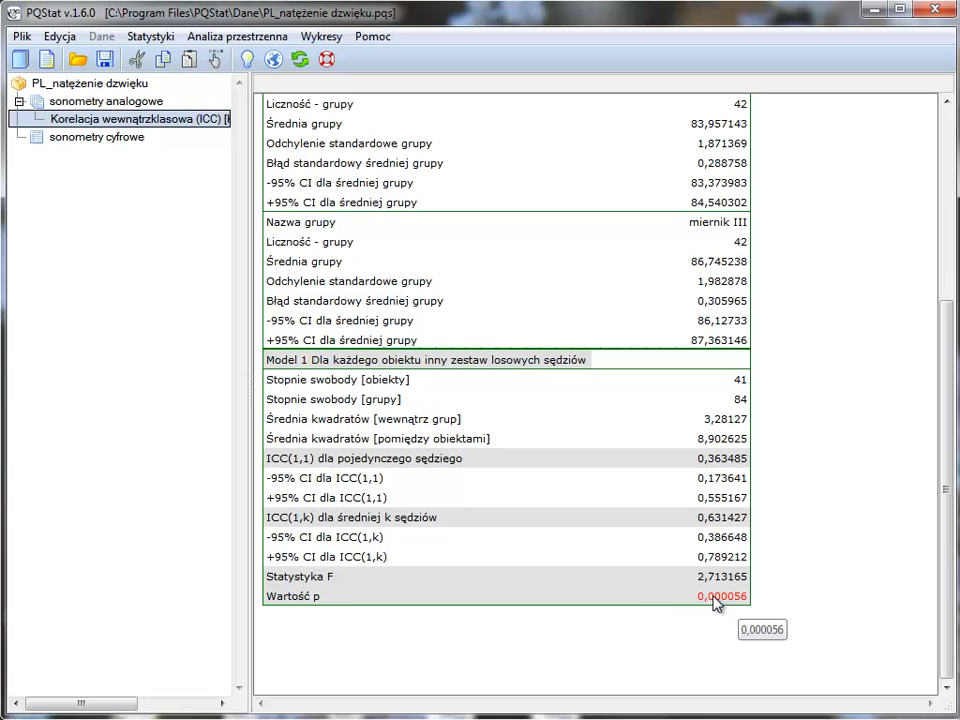 PQStat v.1.6.0 [C:\Program Files\PQStat\Dane\PL_natężenie dzwięku.pqs]
Plik Edycja Dane Statystyki Analiza przestrzenna Wykresy Pomoc
PL_natężenie dzwięku
sonometry analogowe
Korelacja wewnątrzklasowa (ICC) [
sonometry cyfrowe
Liczność - grupy 42
Średnia grupy 83,957143
Odchylenie standardowe grupy 1,871369
Błąd standardowy średniej grupy 0,288758
-95% CI dla średniej grupy 83,373983
+95% CI dla średniej grupy 84,540302
Nazwa grupy miernik III
Liczność - grupy 42
Średnia grupy 86,745238
Odchylenie standardowe grupy 1,982878
Błąd standardowy średniej grupy 0,305965
-95% CI dla średniej grupy 86,12733
+95% CI dla średniej grupy 87,363146
Model 1 Dla każdego obiektu inny zestaw losowych sędziów
Stopnie swobody [obiekty] 41
Stopnie swobody [grupy] 84
Średnia kwadratów [wewnątrz grup] 3,28127
Średnia kwadratów [pomiędzy obiektami] 8,902625
ICC(1,1) dla pojedynczego sędziego 0,363485
-95% CI dla ICC(1,1) 0,173641
+95% CI dla ICC(1,1) 0,555167
ICC(1,k) dla średniej k sędziów 0,631427
-95% CI dla ICC(1,k) 0,386648
+95% CI dla ICC(1,k) 0,789212
Statystyka F 2,713165
Wartość p 0,000056
0,000056